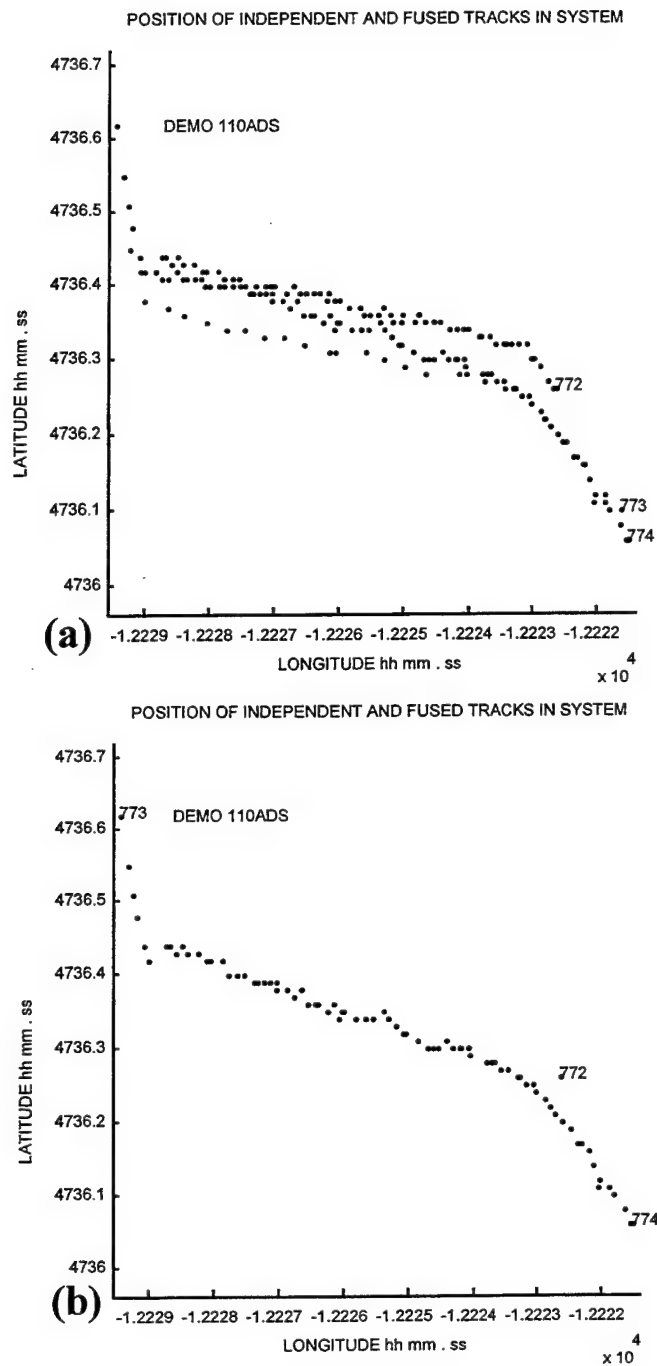 POSITION OF INDEPENDENT AND FUSED TRACKS IN SYSTEM
4736.7
DEMO 110ADS
4736.6
4736.5
4736.4
4736.3
772
4736.2
4736.1
773
774
4736
LATITUDE hh mm . ss
(a)
-1.2229 -1.2228 -1.2227 -1.2226 -1.2225 -1.2224 -1.2223 -1.2222
LONGITUDE hh mm . ss
x 10 4
POSITION OF INDEPENDENT AND FUSED TRACKS IN SYSTEM
4736.7
773 DEMO 110ADS
4736.6
4736.5
4736.4
4736.3
772
4736.2
4736.1
774
4736
LATITUDE hh mm . ss
(b)
-1.2229 -1.2228 -1.2227 -1.2226 -1.2225 -1.2224 -1.2223 -1.2222
LONGITUDE hh mm . ss
x 10 4